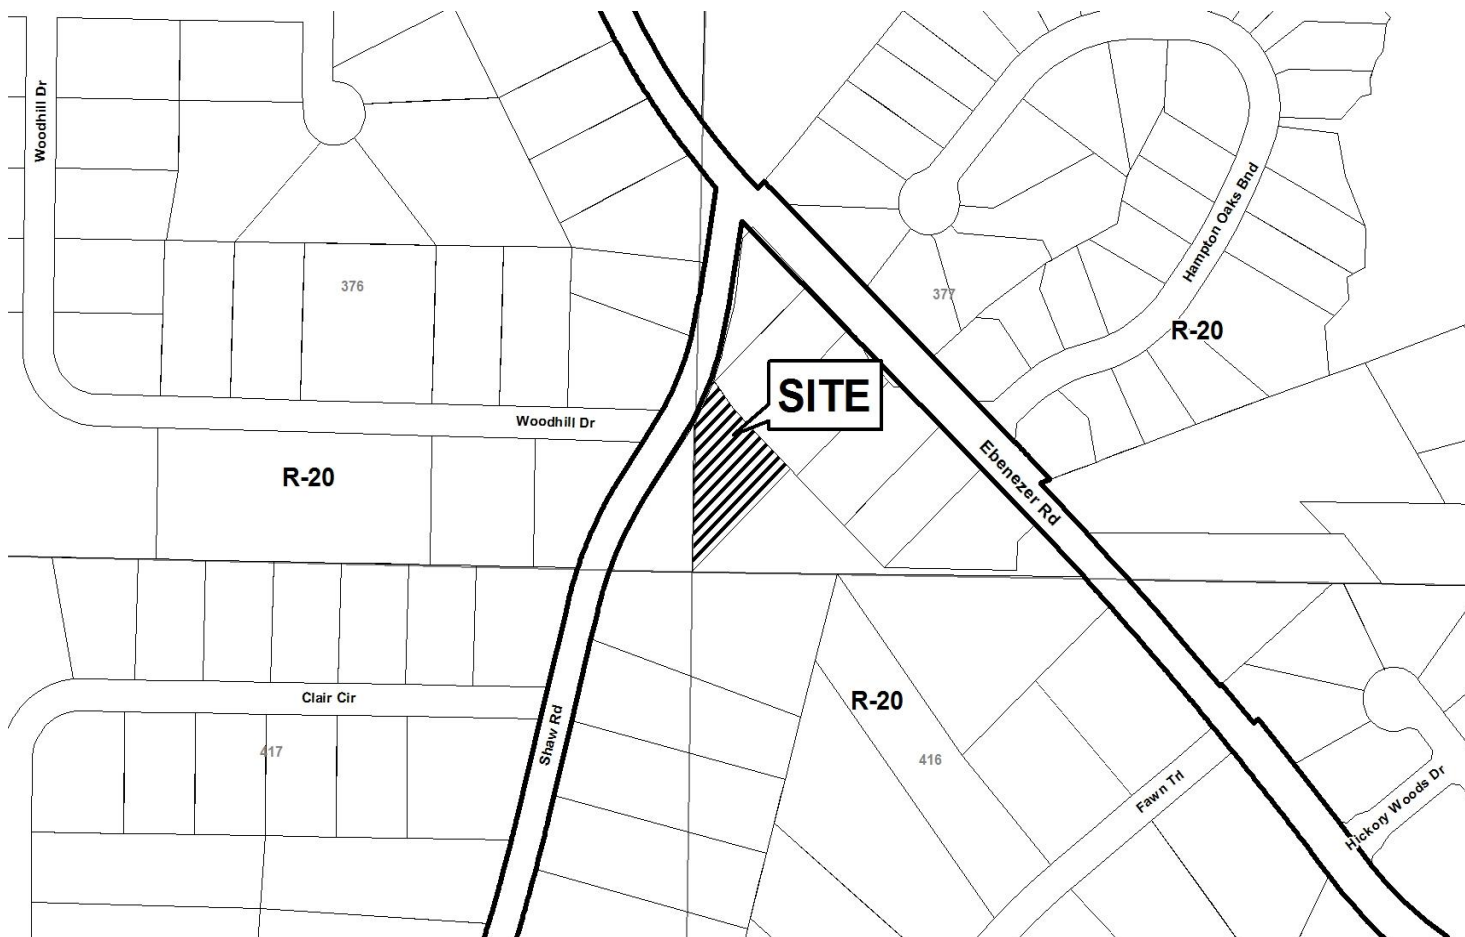 Woodhill Dr
Hampton Oaks Bnd
376
377
R-20
SITE
Woodhill Dr
Ebenezer Rd
R-20
Clair Cir
R-20
Shaw Rd
417
416
Fawn Trl
Hickory Woods Dr